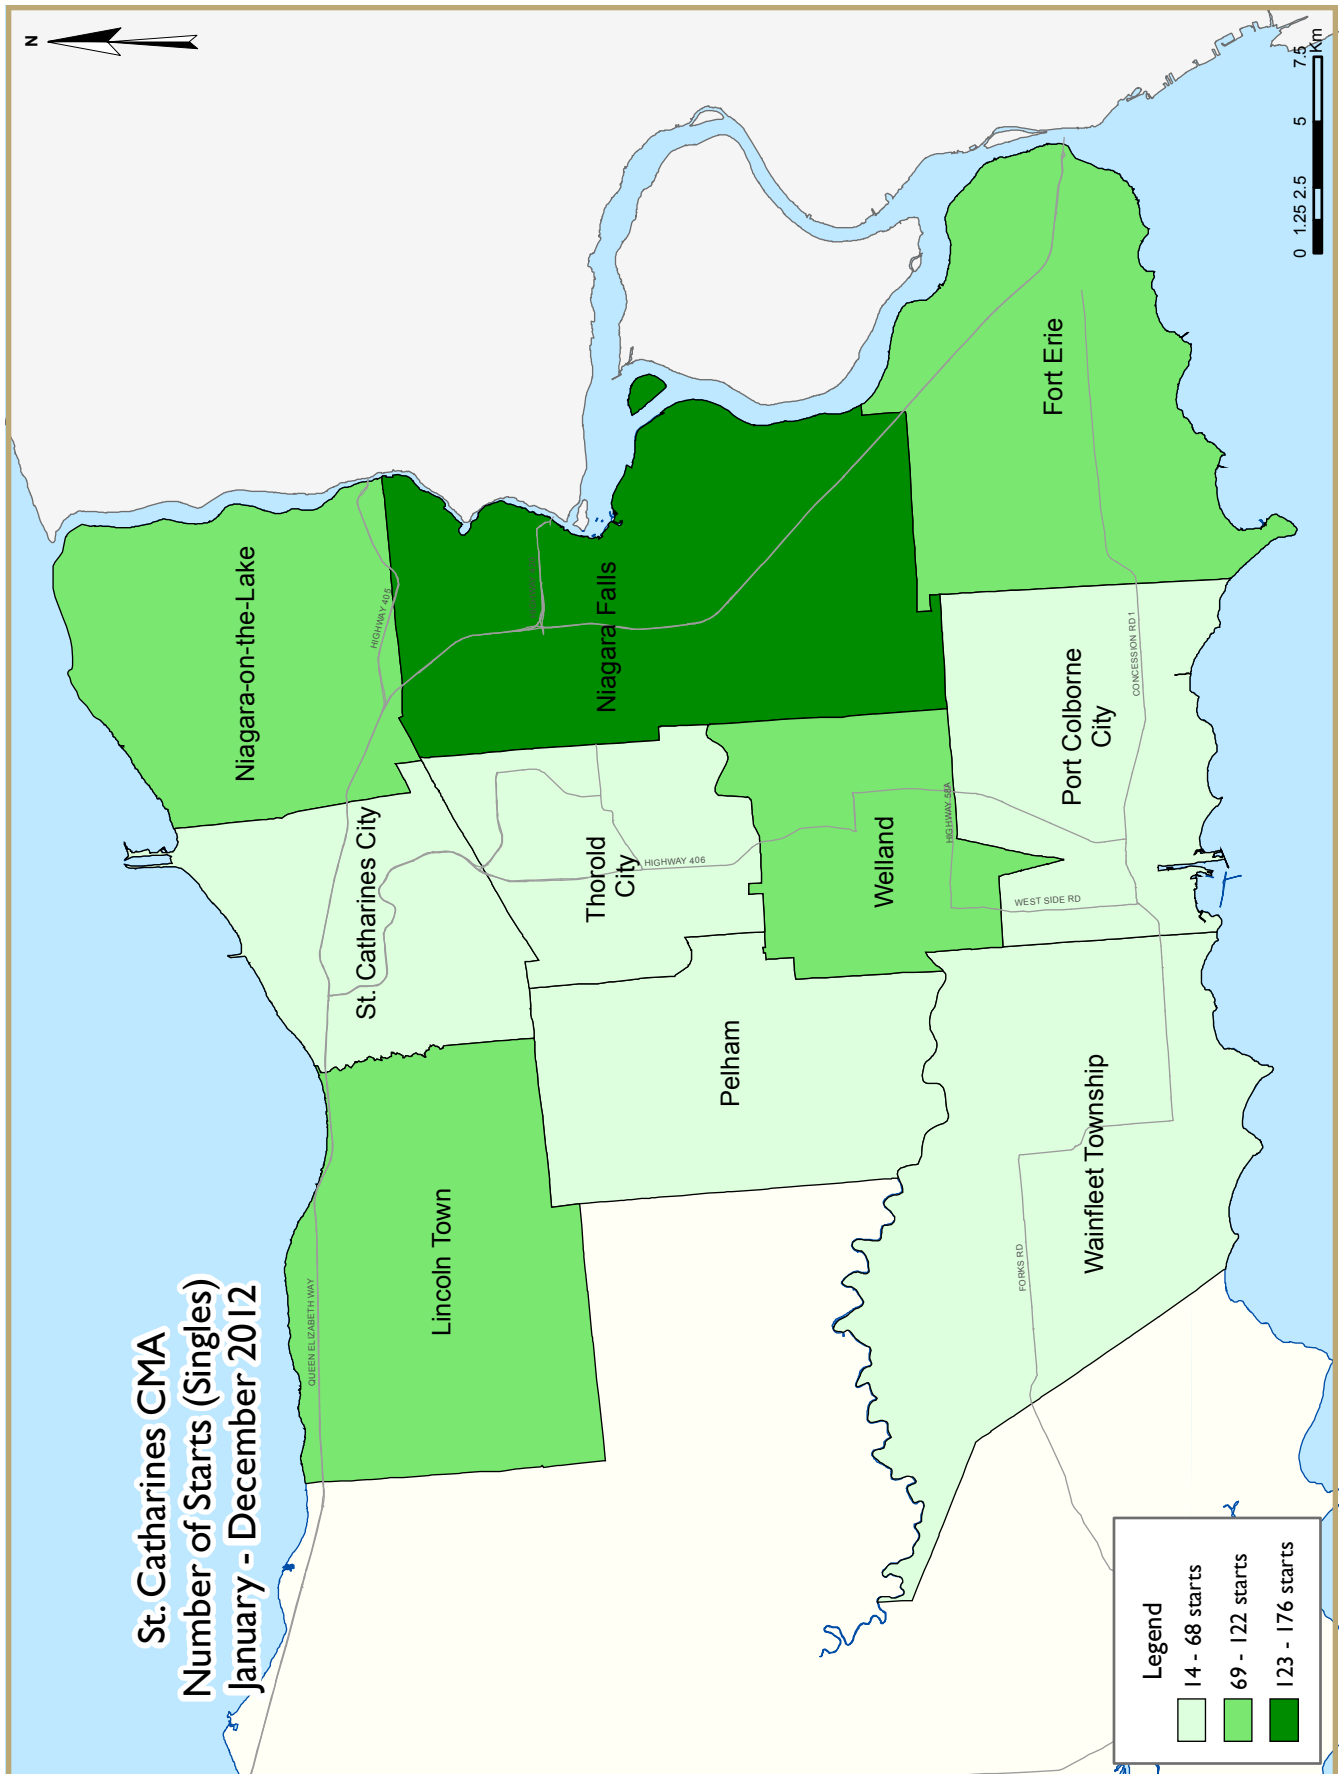 St. Catharines CMA
Number of Starts (Singles)
January - December 2012
N
QUEEN ELIZABETH WAY
Lincoln Town
St. Catharines City
Niagara-on-the-Lake
HIGHWAY 405
Niagara Falls
Thorold
City
HIGHWAY 406
Pelham
Welland
HIGHWAY 58A
WEST SIDE RD
Port Colborne
City
CONCESSION RD 1
Fort Erie
Wainfleet Township
FORKS RD
Legend
14 - 68 starts
69 - 122 starts
123 - 176 starts
0 1.25 2.5 5 7.5
Km